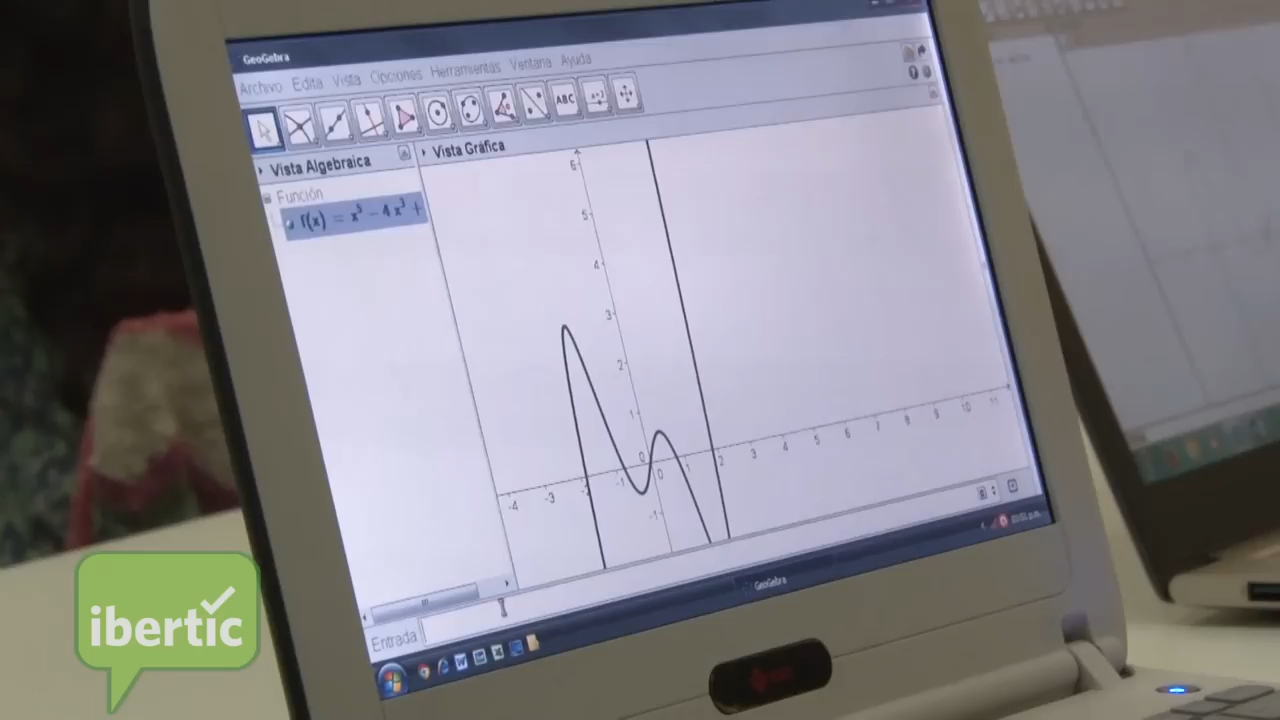 GeoGebra
Archivo Edita Vista Opciones Herramientas Ventana Ayuda
ABC
Vista Algebraica
Vista Gráfica
Función
f(x) = x⁵ − 4 x³ +
6
5
4
3
2
1
0
-1
-4 -3 -2 -1 0 1 2 3 4 5 6 7 8 9 10 11
Entrada
GeoGebra
ibertic